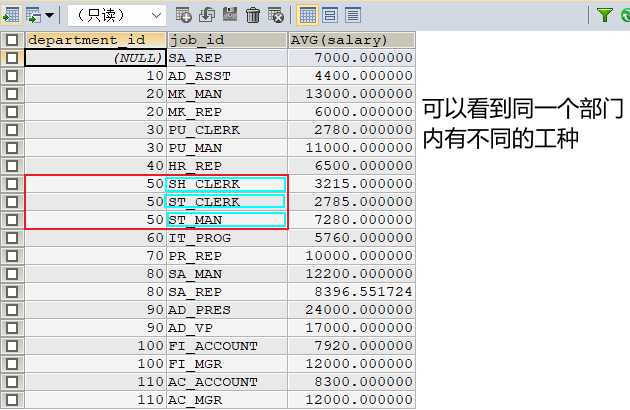 （只读）
department_id job_id AVG(salary)
(NULL) SA_REP 7000.000000
10 AD_ASST 4400.000000
20 MK_MAN 13000.000000
20 MK_REP 6000.000000
30 PU_CLERK 2780.000000
30 PU_MAN 11000.000000
40 HR_REP 6500.000000
50 SH_CLERK 3215.000000
50 ST_CLERK 2785.000000
50 ST_MAN 7280.000000
60 IT_PROG 5760.000000
70 PR_REP 10000.000000
80 SA_MAN 12200.000000
80 SA_REP 8396.551724
90 AD_PRES 24000.000000
90 AD_VP 17000.000000
100 FI_ACCOUNT 7920.000000
100 FI_MGR 12000.000000
110 AC_ACCOUNT 8300.000000
110 AC_MGR 12000.000000
可以看到同一个部门
内有不同的工种